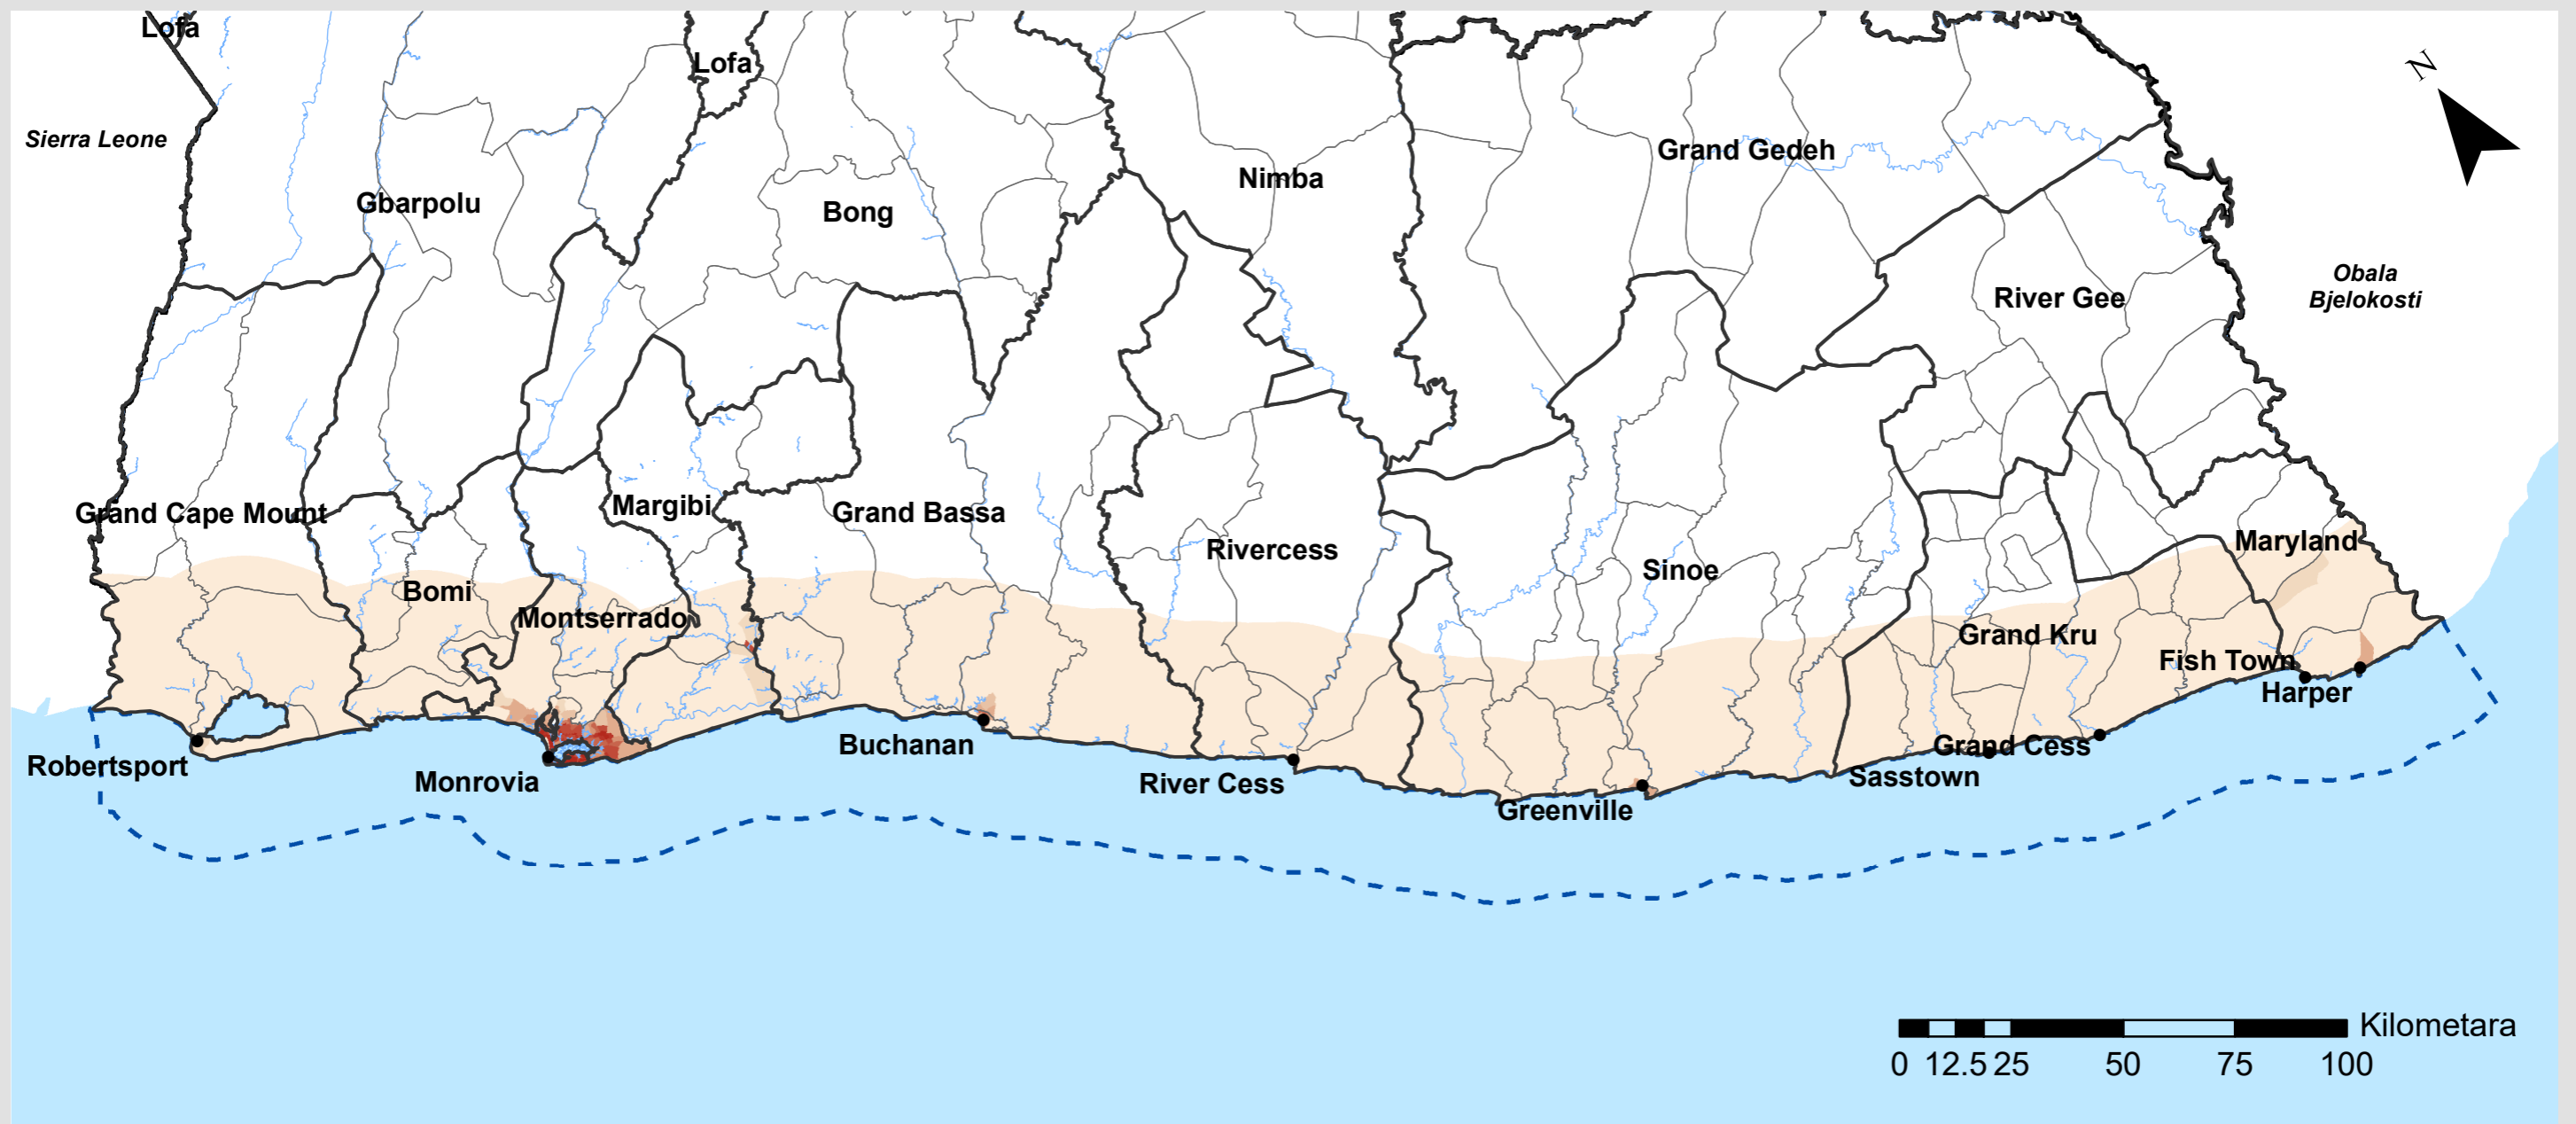 Lofa
Lofa
N
Sierra Leone
Grand Gedeh
Nimba
Gbarpolu
Bong
Obala
Bjelokosti
River Gee
Grand Cape Mount
Margibi
Grand Bassa
Rivercess
Maryland
Sinoe
Bomi
Montserrado
Grand Kru
Fish Town
Harper
Buchanan
Grand Cess
Robertsport
Monrovia
River Cess
Sasstown
Greenville
Kilometara
0 12.5 25 50 75 100